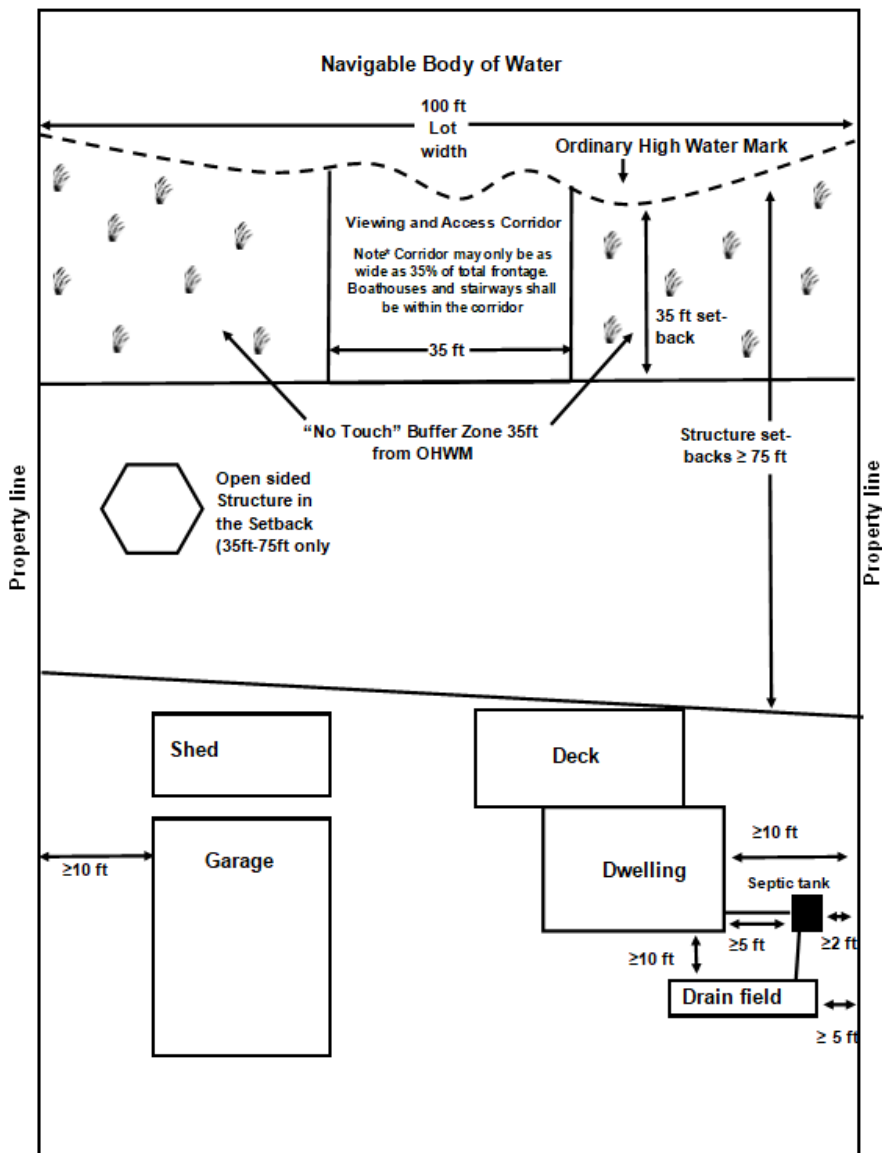 Navigable Body of Water
100 ft
Lot
width
Ordinary High Water Mark
Viewing and Access Corridor
Note* Corridor may only be as
wide as 35% of total frontage.
Boathouses and stairways shall
be within the corridor
35 ft set-
back
35 ft
"No Touch" Buffer Zone 35ft
from OHWM
Structure set-
backs ≥ 75 ft
Open sided
Structure in
the Setback
(35ft-75ft only
Property line
Property line
Shed
Deck
≥10 ft
Garage
≥10 ft
Dwelling
Septic tank
≥5 ft
≥2 ft
≥10 ft
Drain field
≥ 5 ft